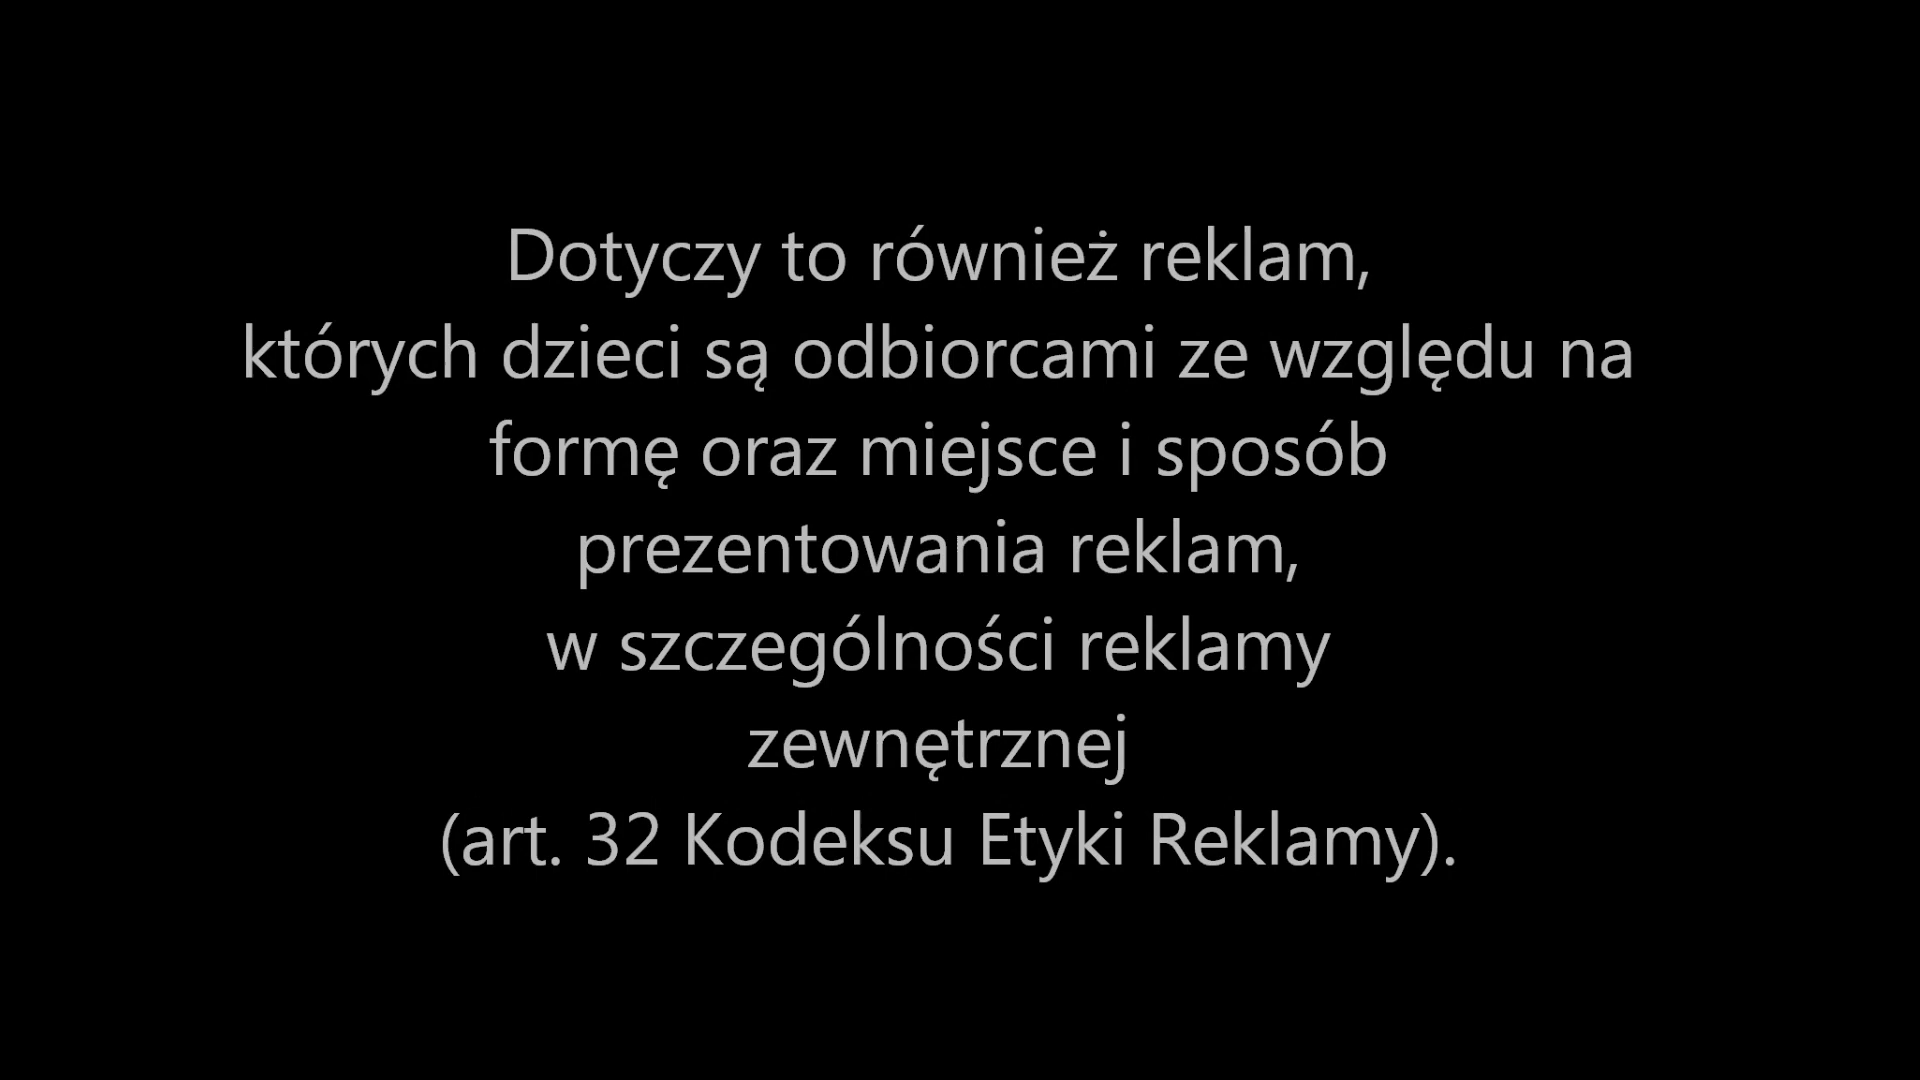 Dotyczy to również reklam,
których dzieci są odbiorcami ze względu na
formę oraz miejsce i sposób
prezentowania reklam,
w szczególności reklamy
zewnętrznej
(art. 32 Kodeksu Etyki Reklamy).